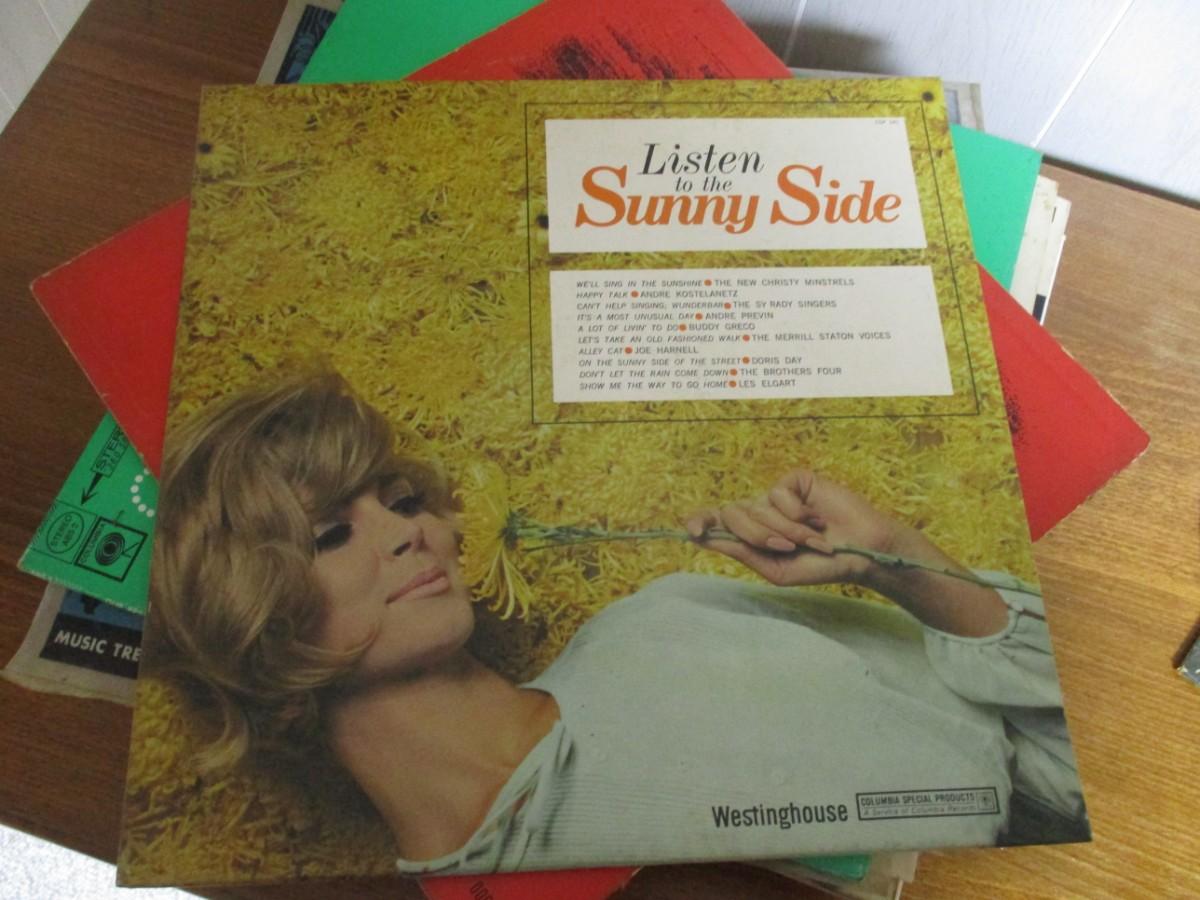 Listen
to the
Sunny Side
WE'LL SING IN THE SUNSHINE ● THE NEW CHRISTY MINSTRELS
HAPPY TALK ● ANDRE KOSTELANETZ
CAN'T HELP SINGING; WUNDERBAR ● THE SY RADY SINGERS
IT'S A MOST UNUSUAL DAY ● ANDRE PREVIN
A LOT OF LIVIN' TO DO ● BUDDY GRECO
LET'S TAKE AN OLD FASHIONED WALK ● THE MERRILL STATON VOICES
ALLEY CAT ● JOE HARNELL
ON THE SUNNY SIDE OF THE STREET ● DORIS DAY
DON'T LET THE RAIN COME DOWN ● THE BROTHERS FOUR
SHOW ME THE WAY TO GO HOME ● LES ELGART
STEREO
COLUMBIA
MUSIC TRE
Westinghouse
COLUMBIA SPECIAL PRODUCTS
A Service of Columbia Records